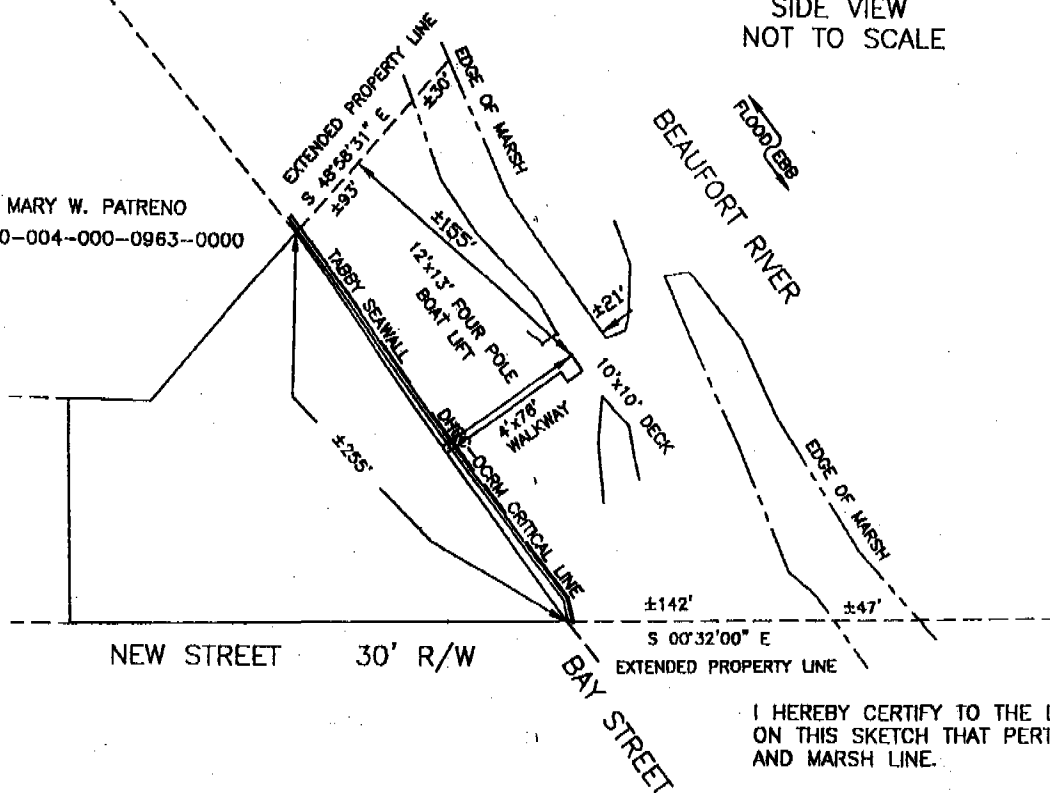 SIDE VIEW
NOT TO SCALE
EXTENDED PROPERTY LINE
S 48°58'31" E
±93'
±30'
EDGE OF MARSH
FLOOD EBB
BEAUFORT RIVER
MARY W. PATRENO
0-004-000-0963-0000
±155'
TABBY SEAWALL
12'x13' FOUR POLE
BOAT LIFT
±21'
10'x10' DECK
4'x76'
WALKWAY
DHEC-OCRM CRITICAL LINE
±255'
EDGE OF MARSH
±142'
±47'
S 00°32'00" E
EXTENDED PROPERTY LINE
NEW STREET 30' R/W
BAY STREET
I HEREBY CERTIFY TO THE
ON THIS SKETCH THAT PERT
AND MARSH LINE.